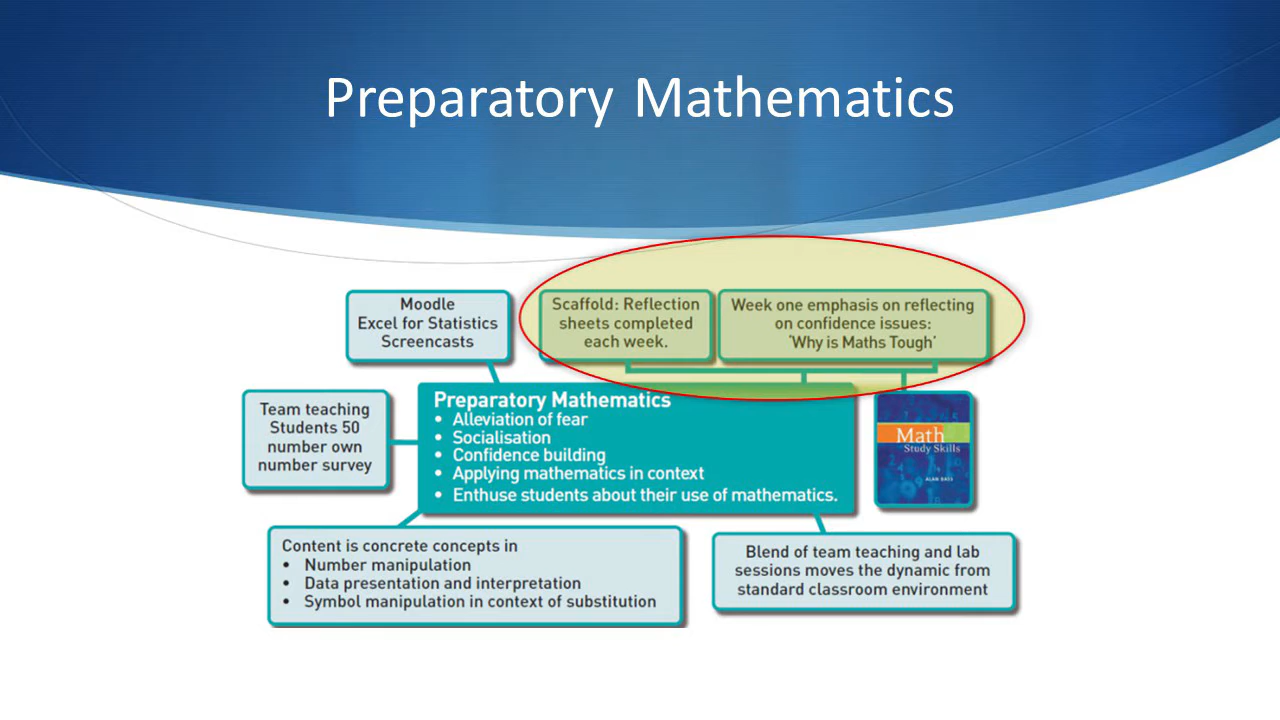 Preparatory Mathematics
Moodle
Excel for Statistics
Screencasts
Scaffold: Reflection
sheets completed
each week.
Week one emphasis on reflecting
on confidence issues:
‘Why is Maths Tough’
Team teaching
Students 50
number own
number survey
Preparatory Mathematics
• Alleviation of fear
• Socialisation
• Confidence building
• Applying mathematics in context
• Enthuse students about their use of mathematics.
Math
Study Skills
ALAN BASS
Content is concrete concepts in
• Number manipulation
• Data presentation and interpretation
• Symbol manipulation in context of substitution
Blend of team teaching and lab
sessions moves the dynamic from
standard classroom environment